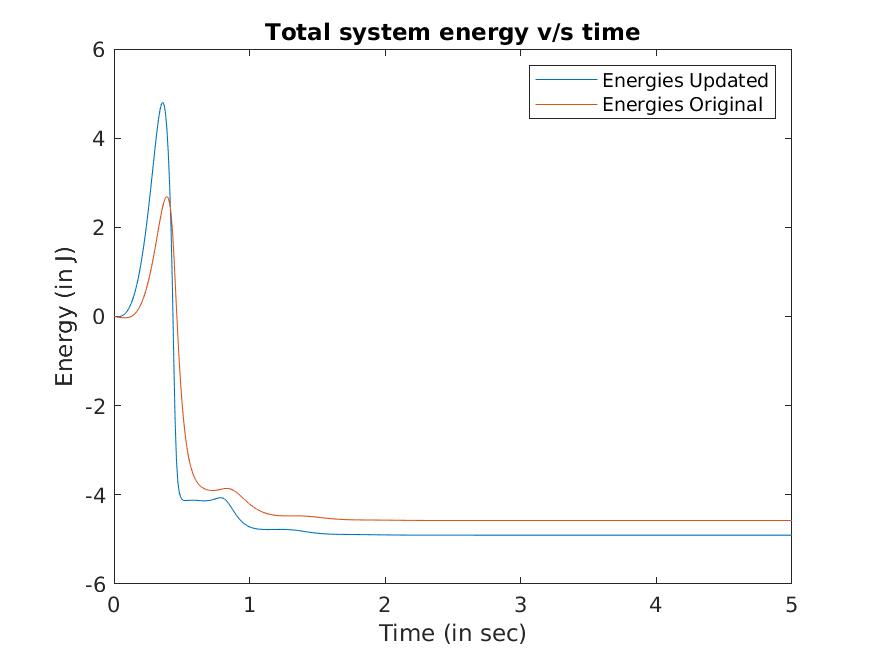 Total system energy v/s time
Energies Updated
Energies Original
6
4
2
0
-2
-4
-6
Energy (in J)
0 1 2 3 4 5
Time (in sec)